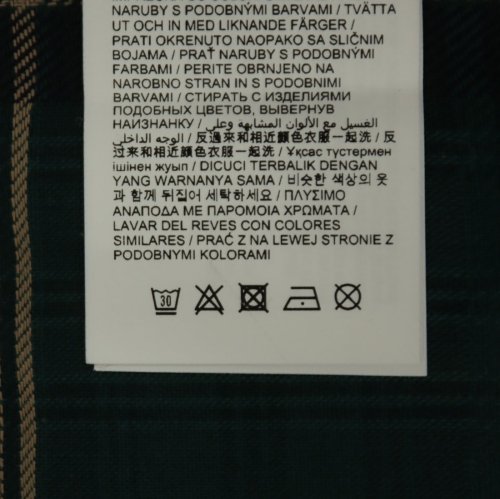 NARUBY S PODOBNÝMI BARVAMI / TVÄTTA
UT OCH IN MED LIKNANDE FÄRGER /
PRATI OKRENUTO NAOPAKO SA SLIČNIM
BOJAMA / PRAŤ NARUBY S PODOBNÝMI
FARBAMI / PERITE OBRNJENO NA
NAROBNO STRAN IN S PODOBNIMI
BARVAMI / СТИРАТЬ С ИЗДЕЛИЯМИ
ПОДОБНЫХ ЦВЕТОВ, ВЫВЕРНУВ
НАИЗНАНКУ / الغسيل مع الألوان المشابهه وعلى
الوجه الداخلي / 反過來和相近顏色衣服一起洗 / 反
过来和相近颜色衣服一起洗 / Ұқсас түстермен
ішінен жуып / DICUCI TERBALIK DENGAN
YANG WARNANYA SAMA / 비슷한 색상의 옷
과 함께 뒤집어 세탁하세요 / ΠΛΥΣΙΜΟ
ΑΝΑΠΟΔΑ ΜΕ ΠΑΡΟΜΟΙΑ ΧΡΩΜΑΤΑ /
LAVAR DEL REVES CON COLORES
SIMILARES / PRAĆ Z NA LEWEJ STRONIE Z
PODOBNYMI KOLORAMI
30